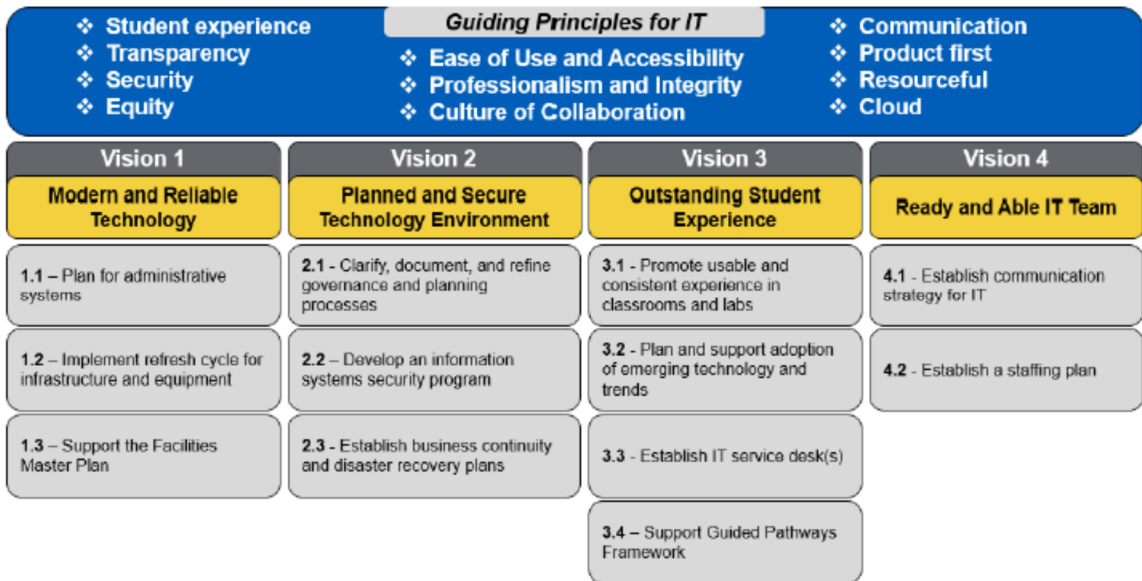 Guiding Principles for IT
❖ Student experience
❖ Transparency
❖ Security
❖ Equity
❖ Ease of Use and Accessibility
❖ Professionalism and Integrity
❖ Culture of Collaboration
❖ Communication
❖ Product first
❖ Resourceful
❖ Cloud
Vision 1
Modern and Reliable
Technology
1.1 – Plan for administrative
systems
1.2 – Implement refresh cycle for
infrastructure and equipment
1.3 – Support the Facilities
Master Plan
Vision 2
Planned and Secure
Technology Environment
2.1 - Clarify, document, and refine
governance and planning
processes
2.2 – Develop an information
systems security program
2.3 - Establish business continuity
and disaster recovery plans
Vision 3
Outstanding Student
Experience
3.1 - Promote usable and
consistent experience in
classrooms and labs
3.2 - Plan and support adoption
of emerging technology and
trends
3.3 - Establish IT service desk(s)
3.4 – Support Guided Pathways
Framework
Vision 4
Ready and Able IT Team
4.1 - Establish communication
strategy for IT
4.2 - Establish a staffing plan